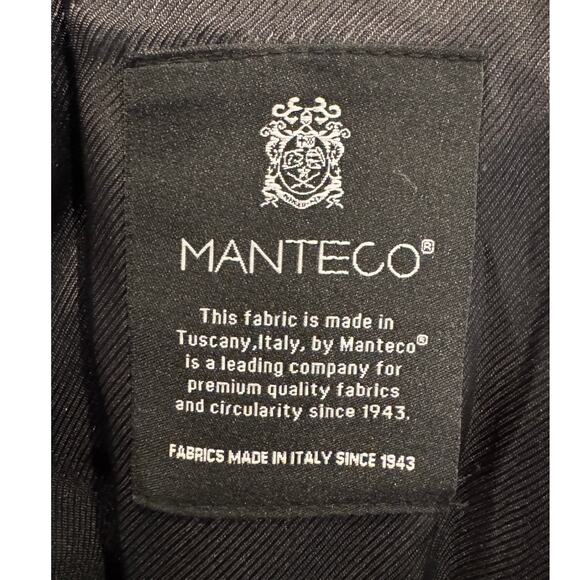 MANTECO®
This fabric is made in
Tuscany,Italy, by Manteco®
is a leading company for
premium quality fabrics
and circularity since 1943.
FABRICS MADE IN ITALY SINCE 1943